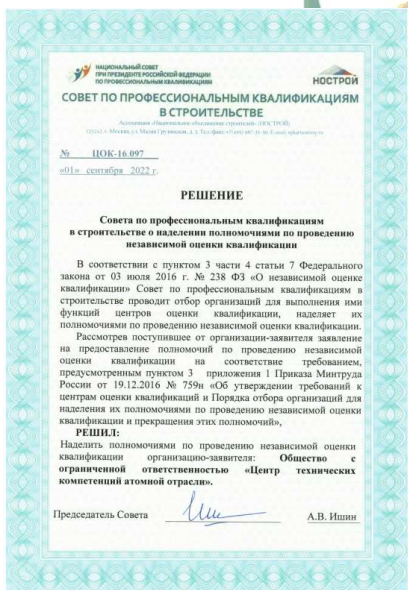 НАЦИОНАЛЬНЫЙ СОВЕТ
ПРИ ПРЕЗИДЕНТЕ РОССИЙСКОЙ ФЕДЕРАЦИИ
ПО ПРОФЕССИОНАЛЬНЫМ КВАЛИФИКАЦИЯМ
НОСТРОЙ
СОВЕТ ПО ПРОФЕССИОНАЛЬНЫМ КВАЛИФИКАЦИЯМ
В СТРОИТЕЛЬСТВЕ
№ ЦОК-16.097
«01» сентября 2022 г.
РЕШЕНИЕ
Совета по профессиональным квалификациям
в строительстве о наделении полномочиями по проведению
независимой оценки квалификации
В соответствии с пунктом 3 части 4 статьи 7 Федерального
закона от 03 июля 2016 г. № 238 ФЗ «О независимой оценке
квалификации» Совет по профессиональным квалификациям в
строительстве проводит отбор организаций для выполнения ими
функций центров оценки квалификации, наделяет их
полномочиями по проведению независимой оценки квалификации.
Рассмотрев поступившее от организации-заявителя заявление
на предоставление полномочий по проведению независимой
оценки квалификации на соответствие требованием,
предусмотренным пунктом 3 приложения 1 Приказа Минтруда
России от 19.12.2016 № 759н «Об утверждении требований к
центрам оценки квалификаций и Порядка отбора организаций для
наделения их полномочиями по проведению независимой оценки
квалификации и прекращения этих полномочий»,
РЕШИЛ:
Наделить полномочиями по проведению независимой оценки
квалификации организацию-заявителя: Общество с
ограниченной ответственностью «Центр технических
компетенций атомной отрасли».
Председатель Совета А.В. Ишин